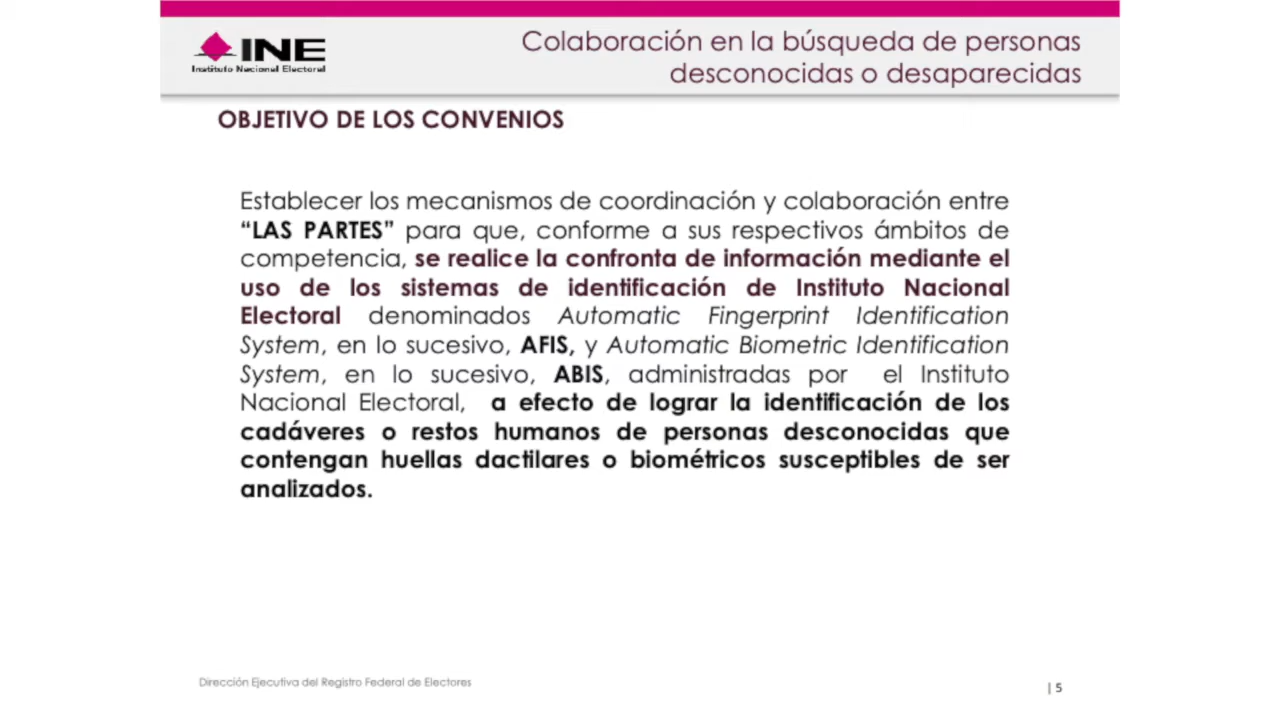 INE
Instituto Nacional Electoral
Colaboración en la búsqueda de personas
desconocidas o desaparecidas
OBJETIVO DE LOS CONVENIOS
Establecer los mecanismos de coordinación y colaboración entre
“LAS PARTES” para que, conforme a sus respectivos ámbitos de
competencia, se realice la confronta de información mediante el
uso de los sistemas de identificación de Instituto Nacional
Electoral denominados Automatic Fingerprint Identification
System, en lo sucesivo, AFIS, y Automatic Biometric Identification
System, en lo sucesivo, ABIS, administradas por el Instituto
Nacional Electoral, a efecto de lograr la identificación de los
cadáveres o restos humanos de personas desconocidas que
contengan huellas dactilares o biométricos susceptibles de ser
analizados.
Dirección Ejecutiva del Registro Federal de Electores
| 5